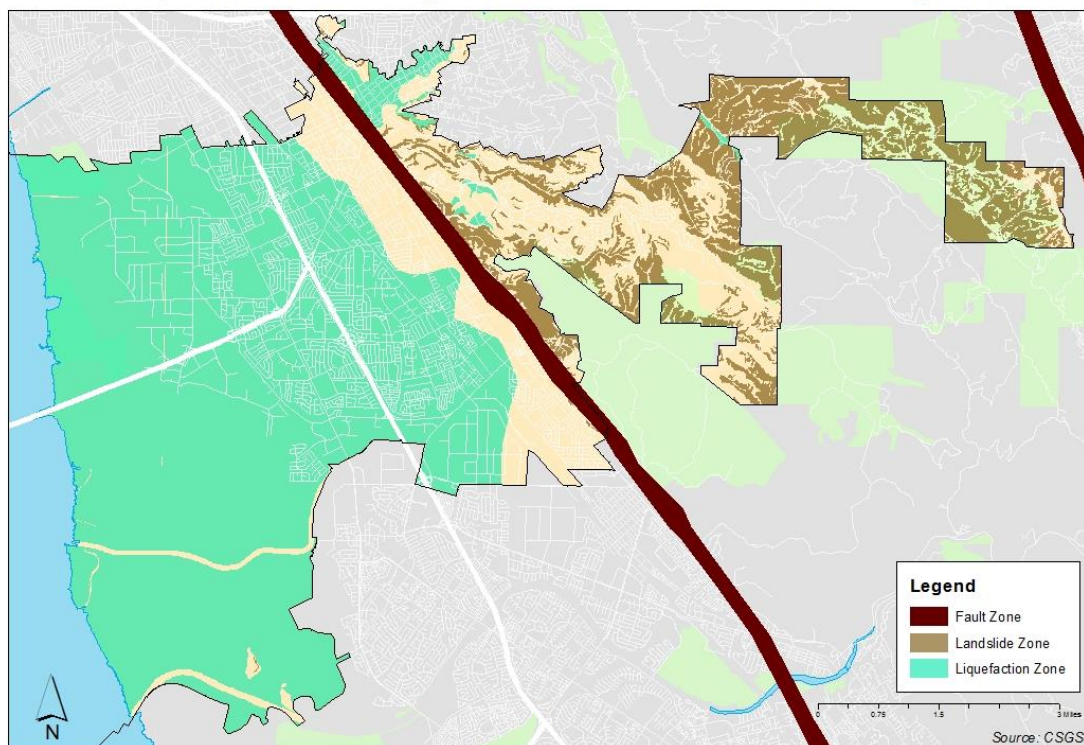 Legend
Fault Zone
Landslide Zone
Liquefaction Zone
0 0.75 1.5 3 Miles
N
Source: CSGS